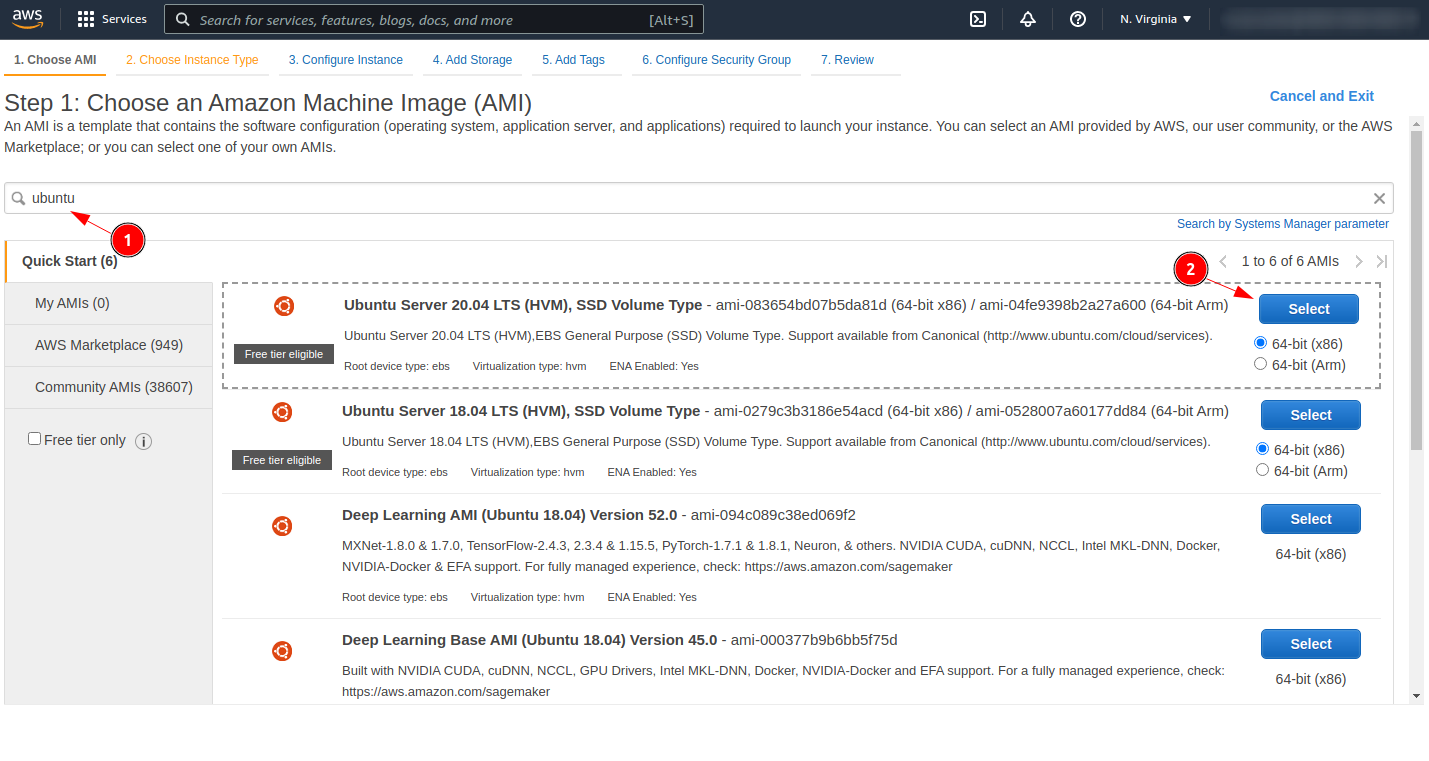 aws Services Search for services, features, blogs, docs, and more [Alt+S] N. Virginia
1. Choose AMI 2. Choose Instance Type 3. Configure Instance 4. Add Storage 5. Add Tags 6. Configure Security Group 7. Review
Step 1: Choose an Amazon Machine Image (AMI)
Cancel and Exit
An AMI is a template that contains the software configuration (operating system, application server, and applications) required to launch your instance. You can select an AMI provided by AWS, our user community, or the AWS
Marketplace; or you can select one of your own AMIs.
ubuntu
Search by Systems Manager parameter
1
Quick Start (6)
My AMIs (0)
AWS Marketplace (949)
Community AMIs (38607)
Free tier only
i
1 to 6 of 6 AMIs
2
Ubuntu Server 20.04 LTS (HVM), SSD Volume Type - ami-083654bd07b5da81d (64-bit x86) / ami-04fe9398b2a27a600 (64-bit Arm)
Select
Ubuntu Server 20.04 LTS (HVM),EBS General Purpose (SSD) Volume Type. Support available from Canonical (http://www.ubuntu.com/cloud/services).
64-bit (x86)
Free tier eligible
Root device type: ebs Virtualization type: hvm ENA Enabled: Yes
64-bit (Arm)
Ubuntu Server 18.04 LTS (HVM), SSD Volume Type - ami-0279c3b3186e54acd (64-bit x86) / ami-0528007a60177dd84 (64-bit Arm)
Select
Ubuntu Server 18.04 LTS (HVM),EBS General Purpose (SSD) Volume Type. Support available from Canonical (http://www.ubuntu.com/cloud/services).
64-bit (x86)
Free tier eligible
Root device type: ebs Virtualization type: hvm ENA Enabled: Yes
64-bit (Arm)
Deep Learning AMI (Ubuntu 18.04) Version 52.0 - ami-094c089c38ed069f2
Select
MXNet-1.8.0 & 1.7.0, TensorFlow-2.4.3, 2.3.4 & 1.15.5, PyTorch-1.7.1 & 1.8.1, Neuron, & others. NVIDIA CUDA, cuDNN, NCCL, Intel MKL-DNN, Docker,
64-bit (x86)
NVIDIA-Docker & EFA support. For fully managed experience, check: https://aws.amazon.com/sagemaker
Root device type: ebs Virtualization type: hvm ENA Enabled: Yes
Deep Learning Base AMI (Ubuntu 18.04) Version 45.0 - ami-000377b9b6bb5f75d
Select
Built with NVIDIA CUDA, cuDNN, NCCL, GPU Drivers, Intel MKL-DNN, Docker, NVIDIA-Docker and EFA support. For a fully managed experience, check:
64-bit (x86)
https://aws.amazon.com/sagemaker